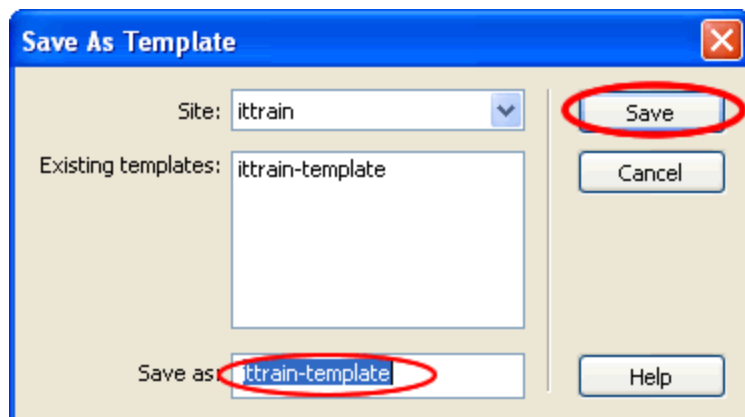 Save As Template
Site: ittrain Save
Existing templates: ittrain-template Cancel
Save as: ittrain-template Help